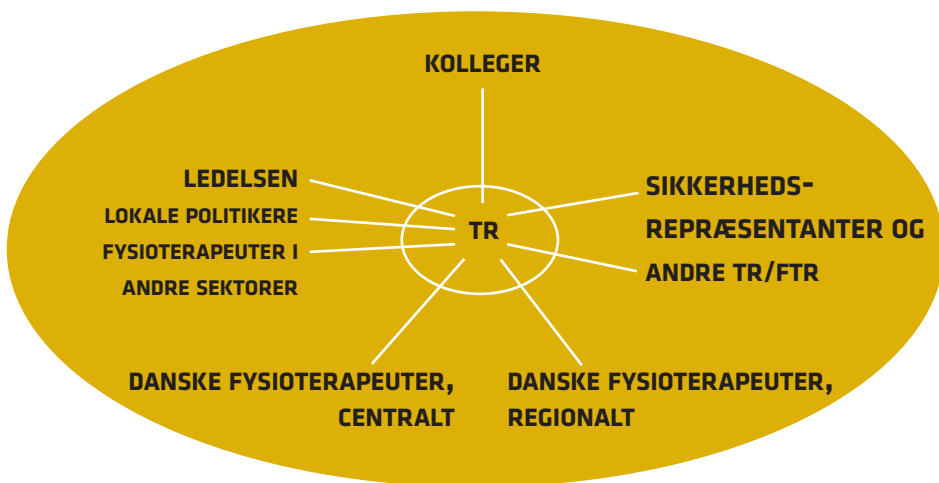 KOLLEGER
LEDELSEN
LOKALE POLITIKERE
FYSIOTERAPEUTER I
ANDRE SEKTORER
TR
SIKKERHEDS-
REPRÆSENTANTER OG
ANDRE TR/FTR
DANSKE FYSIOTERAPEUTER,
CENTRALT
DANSKE FYSIOTERAPEUTER,
REGIONALT